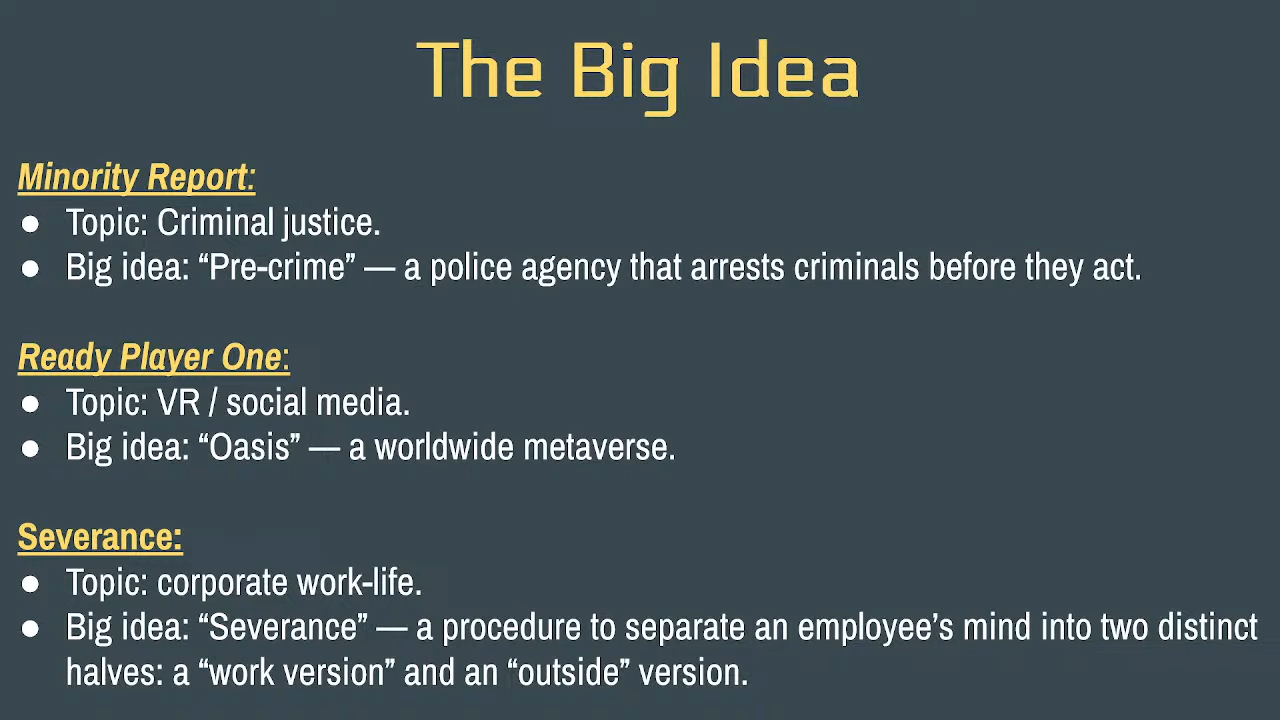 The Big Idea
Minority Report:
● Topic: Criminal justice.
● Big idea: “Pre-crime” — a police agency that arrests criminals before they act.
Ready Player One:
● Topic: VR / social media.
● Big idea: “Oasis” — a worldwide metaverse.
Severance:
● Topic: corporate work-life.
● Big idea: “Severance” — a procedure to separate an employee’s mind into two distinct
halves: a “work version” and an “outside” version.